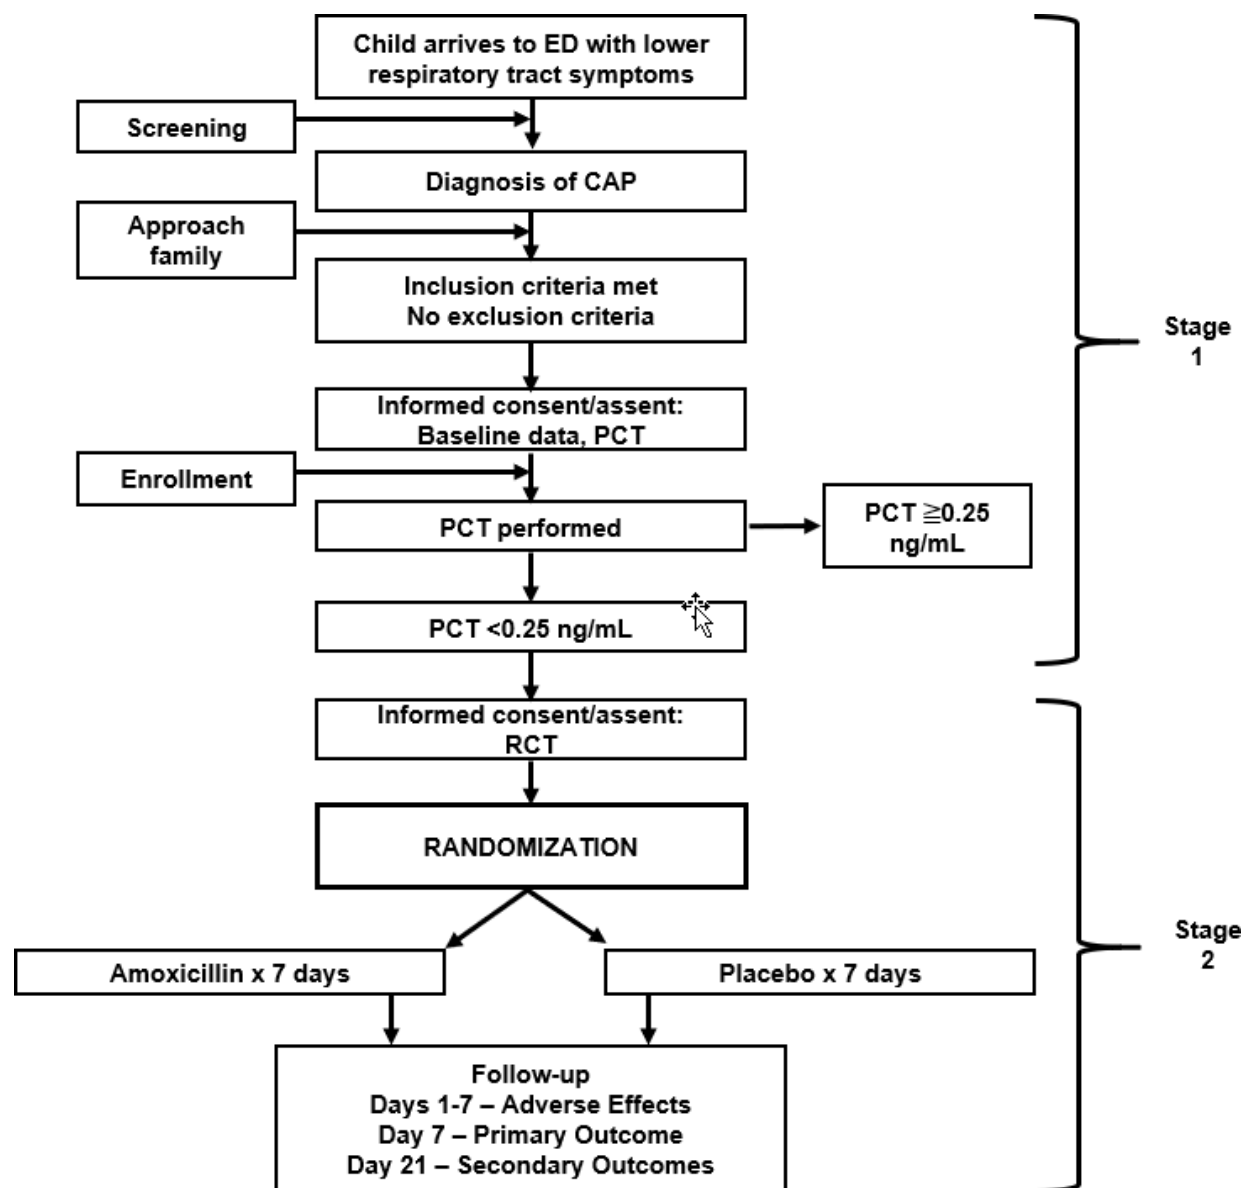 Child arrives to ED with lower
respiratory tract symptoms
Screening
Diagnosis of CAP
Approach
family
Inclusion criteria met
No exclusion criteria
Stage
1
Informed consent/assent:
Baseline data, PCT
Enrollment
PCT performed
PCT ≧0.25
ng/mL
PCT <0.25 ng/mL
Informed consent/assent:
RCT
RANDOMIZATION
Stage
2
Amoxicillin x 7 days
Placebo x 7 days
Follow-up
Days 1-7 – Adverse Effects
Day 7 – Primary Outcome
Day 21 – Secondary Outcomes